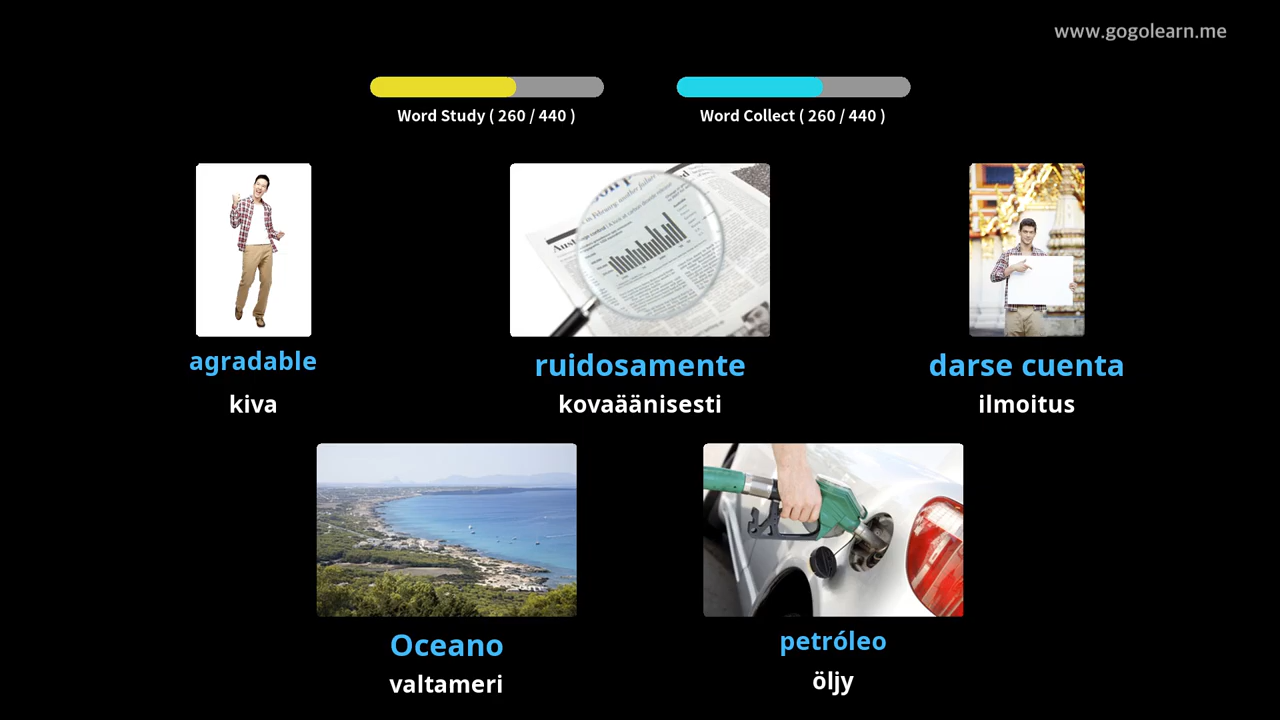 www.gogolearn.me
Word Study ( 260 / 440 )
Word Collect ( 260 / 440 )
agradable
kiva
ruidosamente
kovaäänisesti
darse cuenta
ilmoitus
Oceano
valtameri
petróleo
öljy